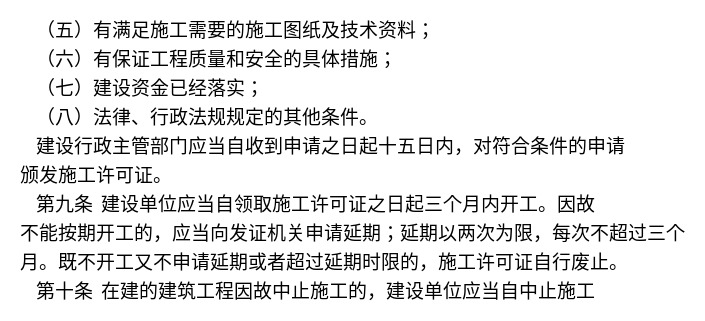 （五）有满足施工需要的施工图纸及技术资料；
（六）有保证工程质量和安全的具体措施；
（七）建设资金已经落实；
（八）法律、行政法规规定的其他条件。
建设行政主管部门应当自收到申请之日起十五日内，对符合条件的申请
颁发施工许可证。
第九条 建设单位应当自领取施工许可证之日起三个月内开工。因故
不能按期开工的，应当向发证机关申请延期；延期以两次为限，每次不超过三个
月。既不开工又不申请延期或者超过延期时限的，施工许可证自行废止。
第十条 在建的建筑工程因故中止施工的，建设单位应当自中止施工